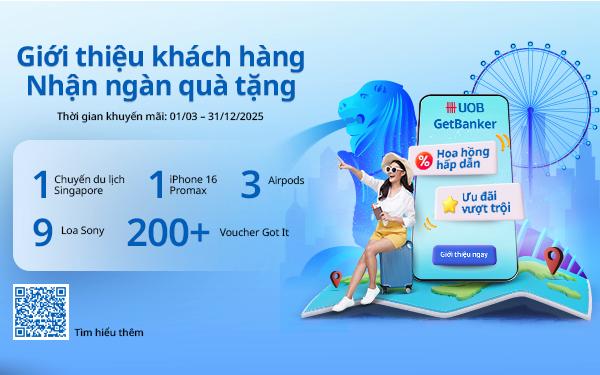 Giới thiệu khách hàng
Nhận ngàn quà tặng
Thời gian khuyến mãi: 01/03 – 31/12/2025
1 Chuyến du lịch
Singapore
1 iPhone 16
Promax
3 Airpods
9 Loa Sony
200+ Voucher Got It
Tìm hiểu thêm
UOB
GetBanker
% Hoa hồng
hấp dẫn
Ưu đãi
vượt trội
Giới thiệu ngay